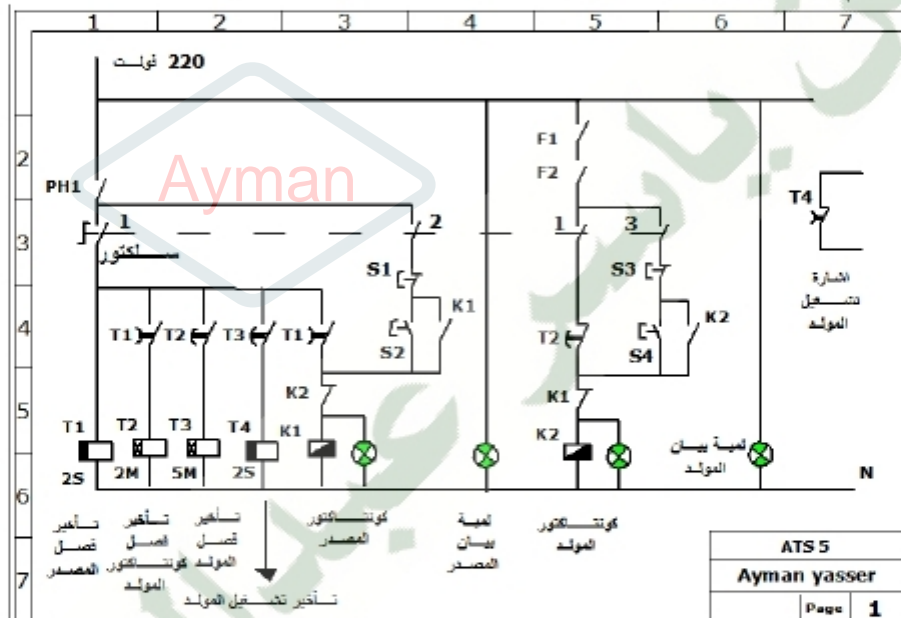 1 2 3 4 5 6 7
220 فولت
Ayman
2
PH1
F1
F2
T4
3
1
2
1
3
سلكتور
S1
S3
اشارة
تشغيل
المولد
4
T1
T2
T3
T1
K1
S2
T2
K2
S4
5
K2
K1
T1
T2
T3
T4
K1
K2
لمبة بيان
المولد
2S
2M
5M
2S
N
6
تأخير
فصل
المصدر
تأخير
فصل
كونتاكتور
المولد
تأخير
فصل
المولد
تأخير تشغيل المولد
كونتاكتور
المصدر
لمبة
بيان
المصدر
كونتاكتور
المولد
7
ATS 5
Ayman yasser
Page 1